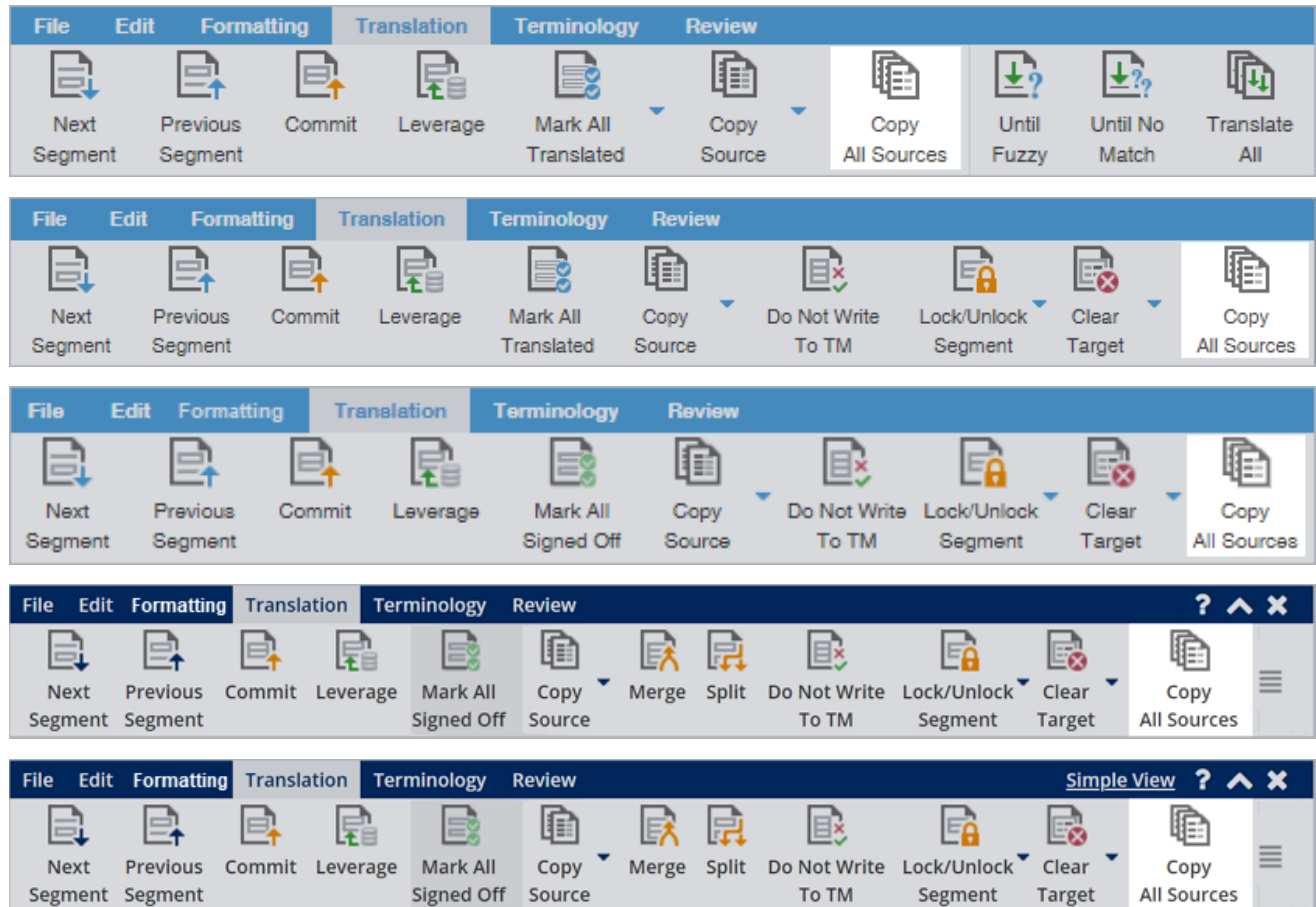 File Edit Formatting Translation Terminology Review
Next Previous Commit Leverage Mark All Copy Copy Until Until No Translate
Segment Segment Translated Source All Sources Fuzzy Match All
File Edit Formatting Translation Terminology Review
Next Previous Commit Leverage Mark All Copy Do Not Write Lock/Unlock Clear Copy
Segment Segment Translated Source To TM Segment Target All Sources
File Edit Formatting Translation Terminology Review
Next Previous Commit Leverage Mark All Copy Do Not Write Lock/Unlock Clear Copy
Segment Segment Signed Off Source To TM Segment Target All Sources
File Edit Formatting Translation Terminology Review ?
Next Previous Commit Leverage Mark All Copy Merge Split Do Not Write Lock/Unlock Clear Copy
Segment Segment Signed Off Source To TM Segment Target All Sources
File Edit Formatting Translation Terminology Review Simple View ?
Next Previous Commit Leverage Mark All Copy Merge Split Do Not Write Lock/Unlock Clear Copy
Segment Segment Signed Off Source To TM Segment Target All Sources